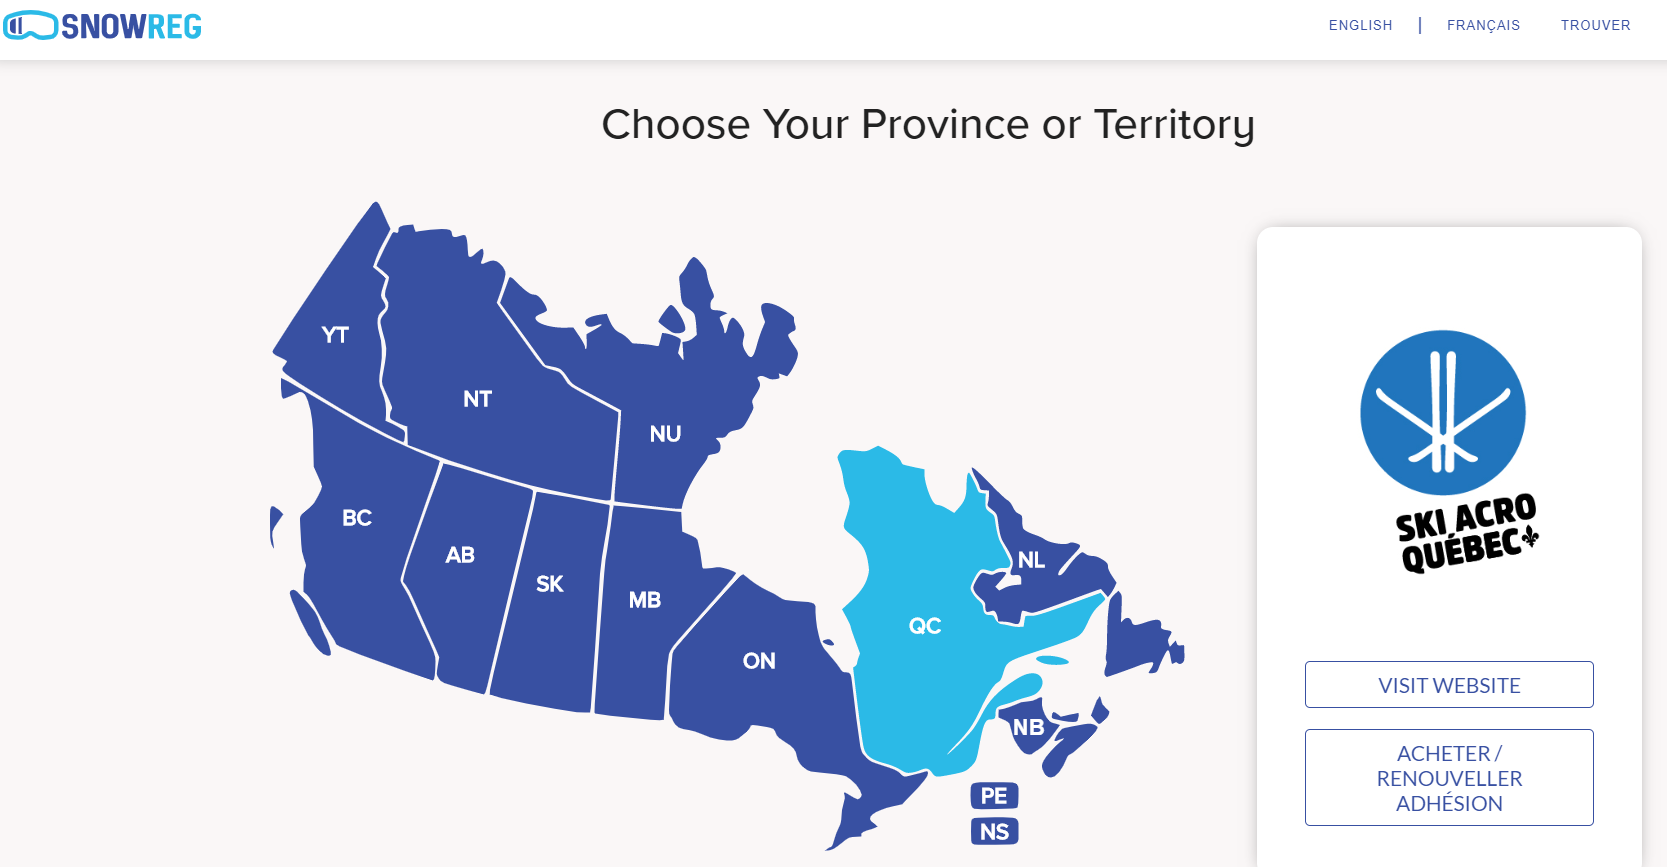 SNOWREG
ENGLISH | FRANÇAIS TROUVER
Choose Your Province or Territory
YT
NT
NU
BC
AB
SK
MB
ON
QC
NL
NB
PE
NS
SKI ACRO
QUÉBEC
VISIT WEBSITE
ACHETER /
RENOUVELLER
ADHÉSION